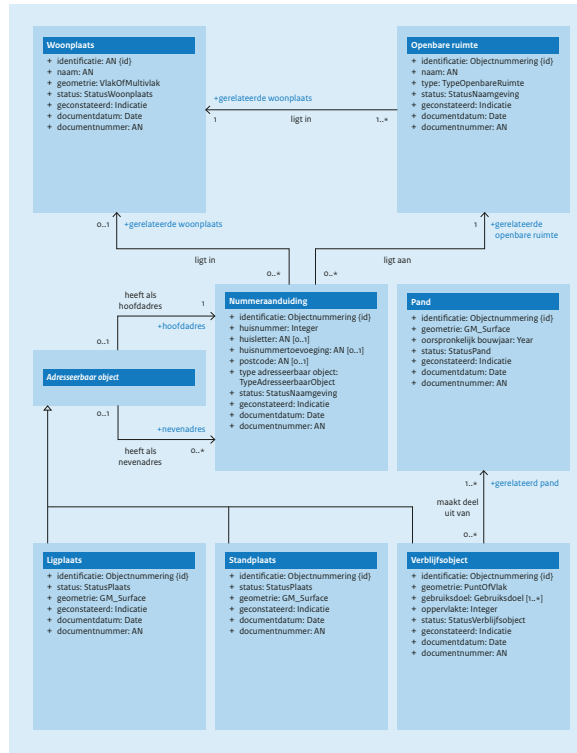 Woonplaats
+ identificatie: AN {id}
+ naam: AN
+ geometrie: VlakOfMultivlak
+ status: StatusWoonplaats
+ geconstateerd: Indicatie
+ documentdatum: Date
+ documentnummer: AN
Openbare ruimte
+ identificatie: Objectnummering {id}
+ naam: AN
+ type: TypeOpenbareRuimte
+ status: StatusNaamgeving
+ geconstateerd: Indicatie
+ documentdatum: Date
+ documentnummer: AN
+gerelateerde woonplaats
1
ligt in
1..*
0..1
+gerelateerde woonplaats
1
+gerelateerde
openbare ruimte
ligt in
ligt aan
0..*
0..*
heeft als
hoofdadres
1
+hoofdadres
0..1
Nummeraanduiding
+ identificatie: Objectnummering {id}
+ huisnummer: Integer
+ huisletter: AN [0..1]
+ huisnummertoevoeging: AN [0..1]
+ postcode: AN [0..1]
+ type adresseerbaar object:
TypeAdresseerbaarObject
+ status: StatusNaamgeving
+ geconstateerd: Indicatie
+ documentdatum: Date
+ documentnummer: AN
Pand
+ identificatie: Objectnummering {id}
+ geometrie: GM_Surface
+ oorspronkelijk bouwjaar: Year
+ status: StatusPand
+ geconstateerd: Indicatie
+ documentdatum: Date
+ documentnummer: AN
Adresseerbaar object
0..1
+nevenadres
heeft als
nevenadres
0..*
1..*
+gerelateerd pand
maakt deel
uit van
0..*
Ligplaats
+ identificatie: Objectnummering {id}
+ status: StatusPlaats
+ geometrie: GM_Surface
+ geconstateerd: Indicatie
+ documentdatum: Date
+ documentnummer: AN
Standplaats
+ identificatie: Objectnummering {id}
+ status: StatusPlaats
+ geometrie: GM_Surface
+ geconstateerd: Indicatie
+ documentdatum: Date
+ documentnummer: AN
Verblijfsobject
+ identificatie: Objectnummering {id}
+ geometrie: PuntOfVlak
+ gebruiksdoel: Gebruiksdoel [1..*]
+ oppervlakte: Integer
+ status: StatusVerblijfsobject
+ geconstateerd: Indicatie
+ documentdatum: Date
+ documentnummer: AN